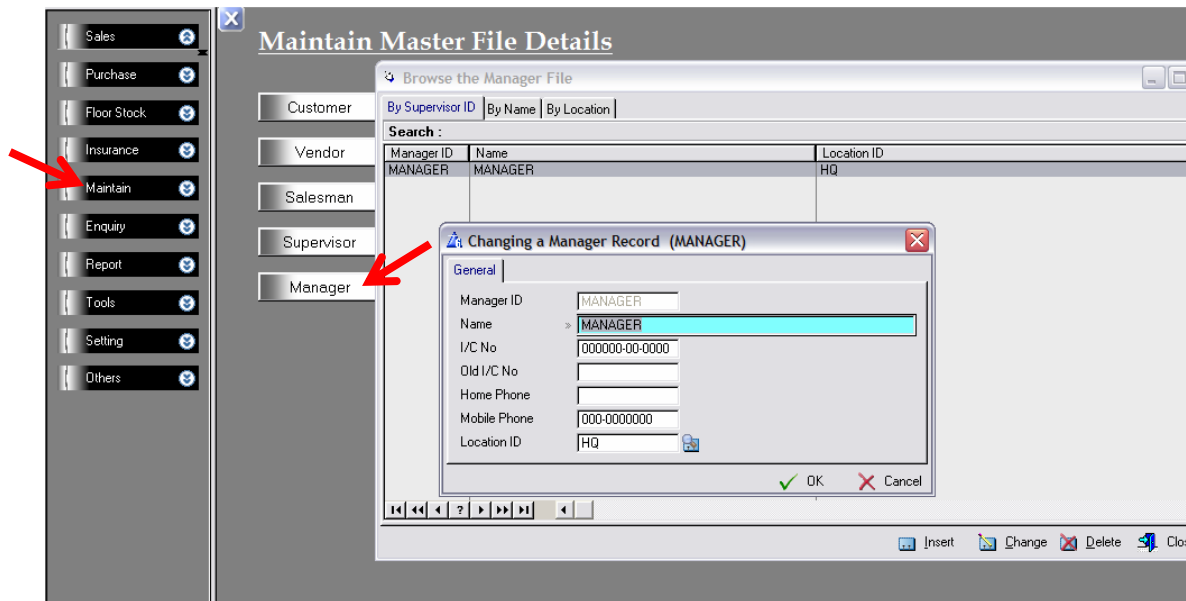 Sales
Purchase
Floor Stock
Insurance
Maintain
Enquiry
Report
Tools
Setting
Others
Maintain Master File Details
Customer
Vendor
Salesman
Supervisor
Manager
Browse the Manager File
By Supervisor ID By Name By Location
Search :
Manager ID Name Location ID
MANAGER MANAGER HQ
Changing a Manager Record (MANAGER)
General
Manager ID MANAGER
Name » MANAGER
I/C No 000000-00-0000
Old I/C No
Home Phone
Mobile Phone 000-0000000
Location ID HQ
OK Cancel
?
Insert Change Delete Clos